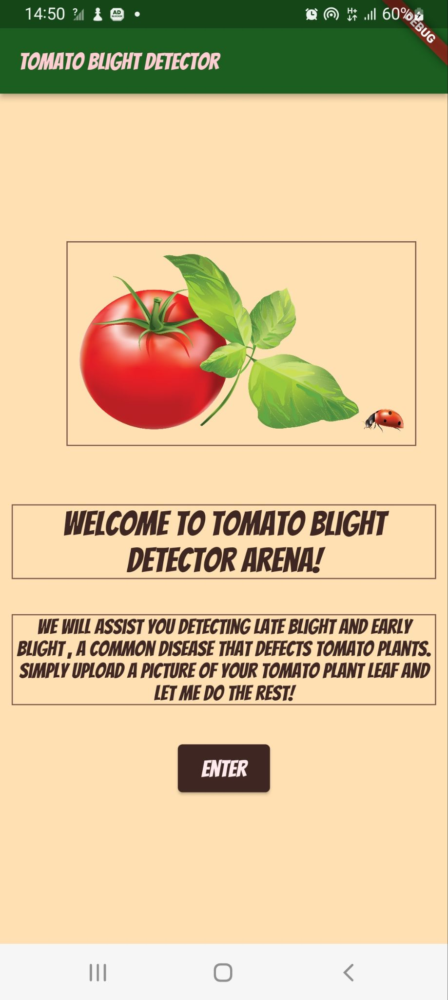 14:50
AD
BLOCKER
H+
60%
DEBUG
TOMATO BLIGHT DETECTOR
WELCOME TO TOMATO BLIGHT
DETECTOR ARENA!
WE WILL ASSIST YOU DETECTING LATE BLIGHT AND EARLY
BLIGHT , A COMMON DISEASE THAT DEFECTS TOMATO PLANTS.
SIMPLY UPLOAD A PICTURE OF YOUR TOMATO PLANT LEAF AND
LET ME DO THE REST!
ENTER